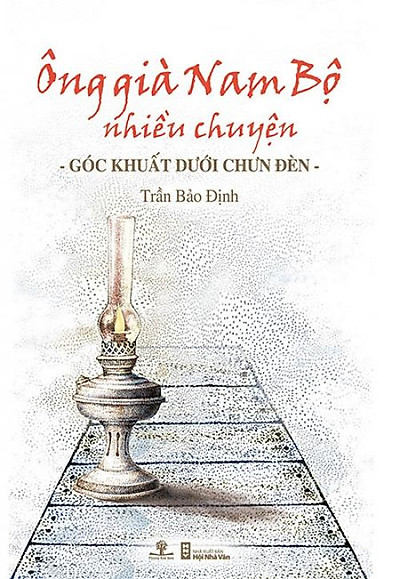 Ông già Nam Bộ
nhiều chuyện
- GÓC KHUẤT DƯỚI CHƯN ĐÈN -
Trần Bảo Định
NHÀ XUẤT BẢN
Hội Nhà Văn